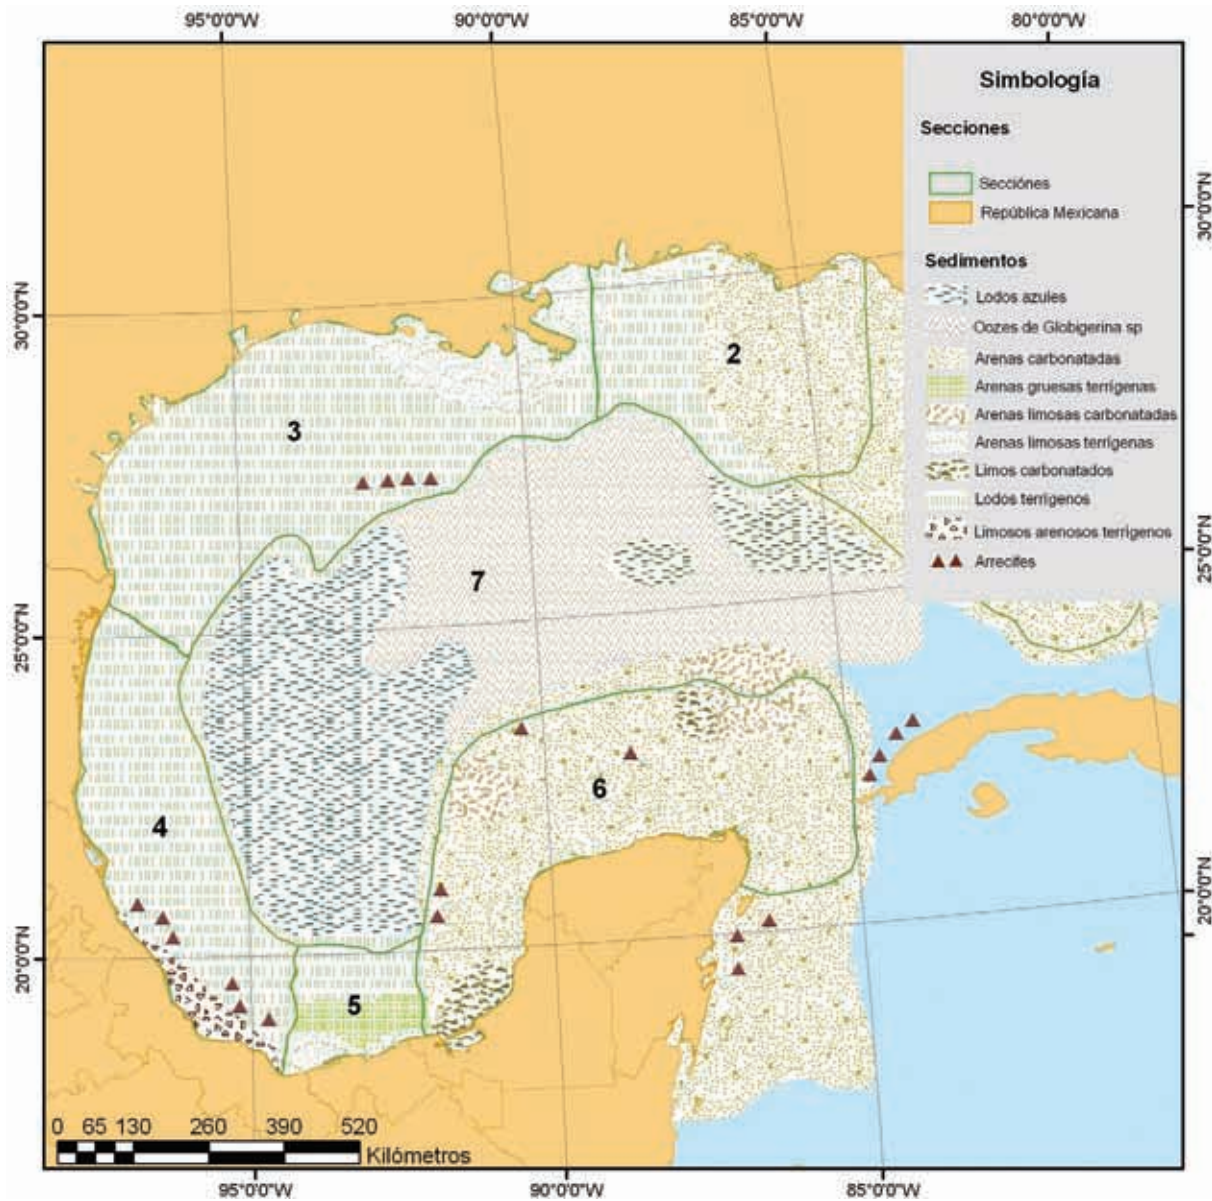 95°0'0"W 90°0'0"W 85°0'0"W 80°0'0"W
Simbología
Secciones
Secciónes
República Mexicana
Sedimentos
Lodos azules
Oozes de Globigerina sp
Arenas carbonatadas
Arenas gruesas terrígenas
Arenas limosas carbonatadas
Arenas limosas terrígenas
Limos carbonatados
Lodos terrígenos
Limosos arenosos terrígenos
Arrecifes
30°0'0"N
30°0'0"N
2
3
25°0'0"N
7
25°0'0"N
6
4
20°0'0"N
20°0'0"N
5
0 65 130 260 390 520
Kilómetros
95°0'0"W 90°0'0"W 85°0'0"W